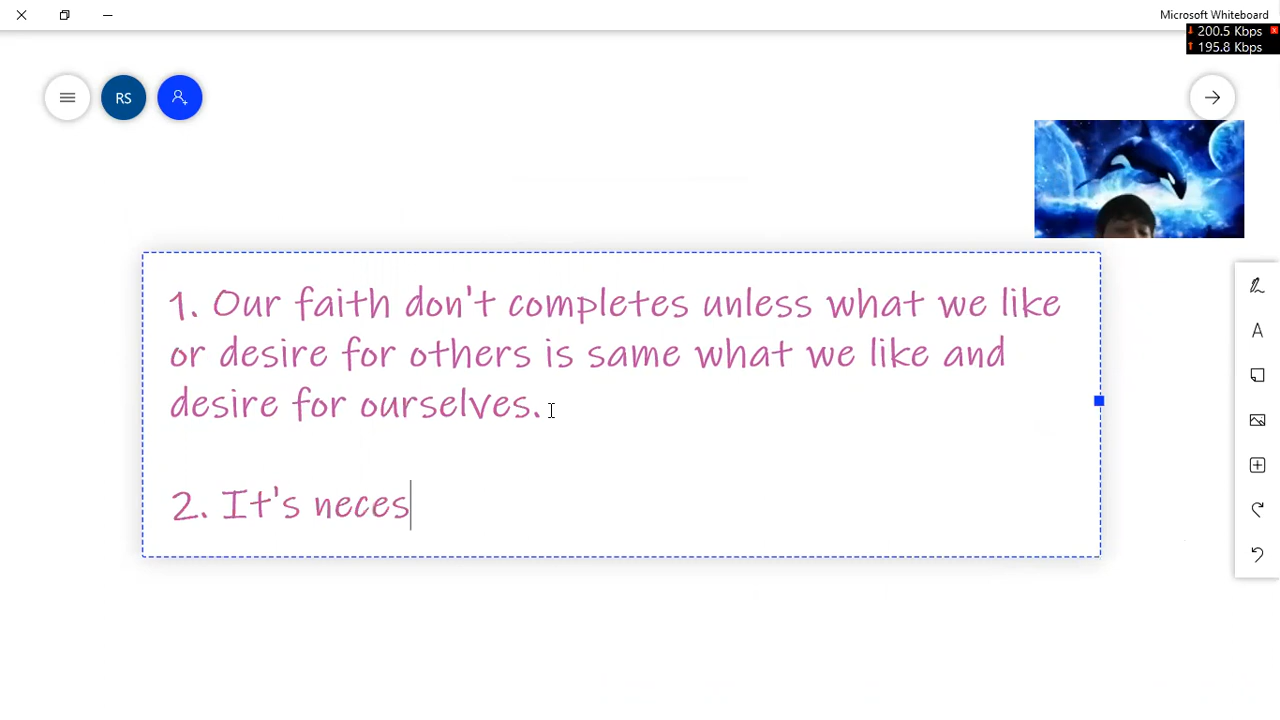 Microsoft Whiteboard
200.5 Kbps
195.8 Kbps
RS
1. Our faith don't completes unless what we like
or desire for others is same what we like and
desire for ourselves.
2. It's neces
A